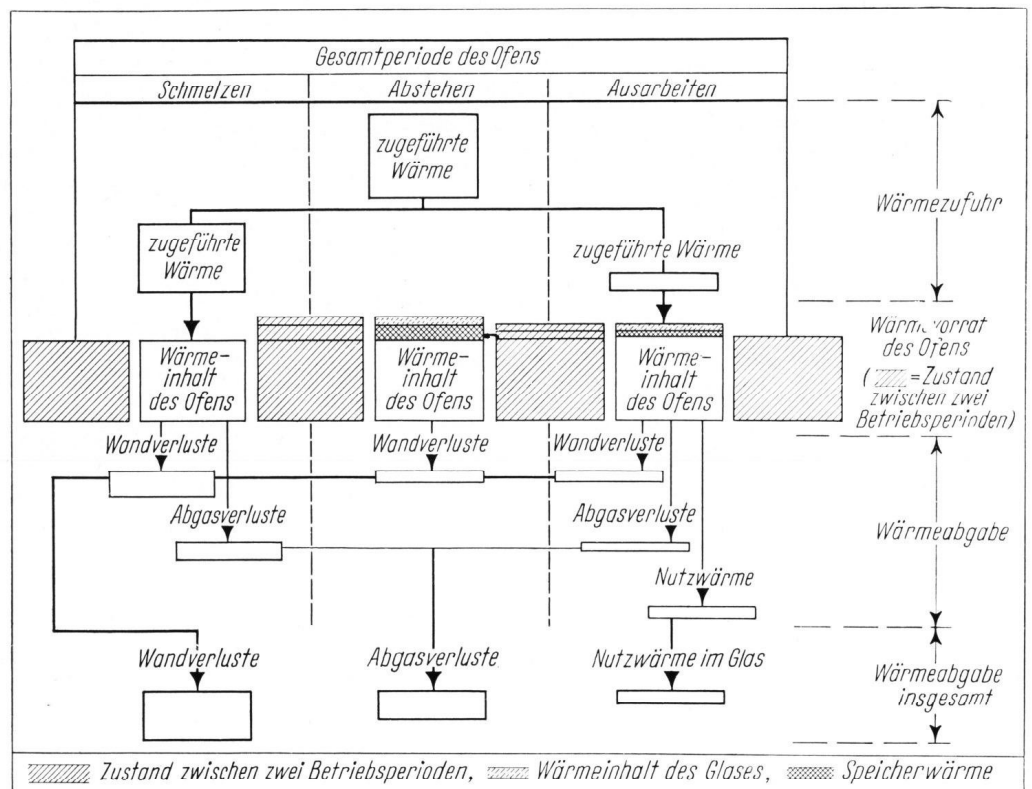 Gesamtperiode des Ofens
Schmelzen
Abstehen
Ausarbeiten
zugeführte
Wärme
Wärmezufuhr
zugeführte
Wärme
zugeführte Wärme
Wärmevorrat
des Ofens
( = Zustand
zwischen zwei
Betriebsperinden)
Wärme-
inhalt
des Ofens
Wärme-
inhalt
des Ofens
Wärme-
inhalt
des Ofens
Wandverluste
Wandverluste
Wandverluste
Abgasverluste
Abgasverluste
Wärmeabgabe
Nutzwärme
Wandverluste
Abgasverluste
Nutzwärme im Glas
Wärmeabgabe
insgesamt
Zustand zwischen zwei Betriebsperioden, Wärmeinhalt des Glases, Speicherwärme